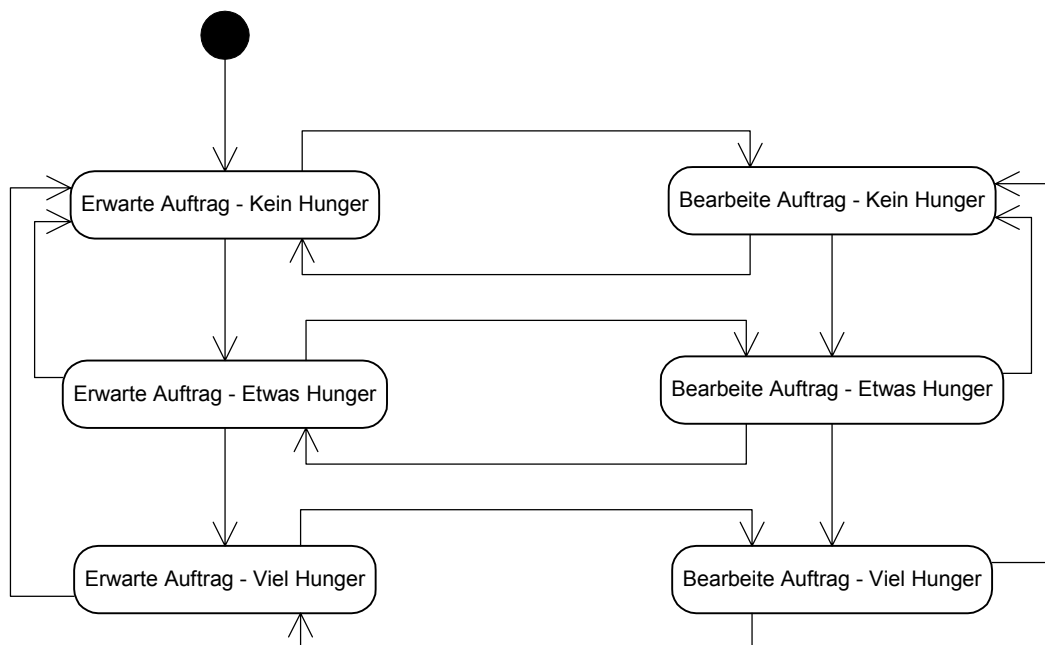 Erwarte Auftrag - Kein Hunger
Bearbeite Auftrag - Kein Hunger
Erwarte Auftrag - Etwas Hunger
Bearbeite Auftrag - Etwas Hunger
Erwarte Auftrag - Viel Hunger
Bearbeite Auftrag - Viel Hunger